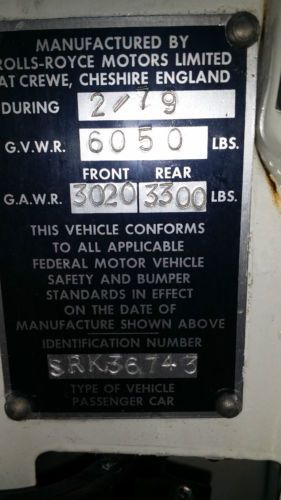 MANUFACTURED BY
ROLLS-ROYCE MOTORS LIMITED
AT CREWE, CHESHIRE ENGLAND
DURING 2/79
G.V.W.R. 6050 LBS.
FRONT REAR
G.A.W.R. 3020 3300 LBS.
THIS VEHICLE CONFORMS
TO ALL APPLICABLE
FEDERAL MOTOR VEHICLE
SAFETY AND BUMPER
STANDARDS IN EFFECT
ON THE DATE OF
MANUFACTURE SHOWN ABOVE
IDENTIFICATION NUMBER
SRK36743
TYPE OF VEHICLE
PASSENGER CAR